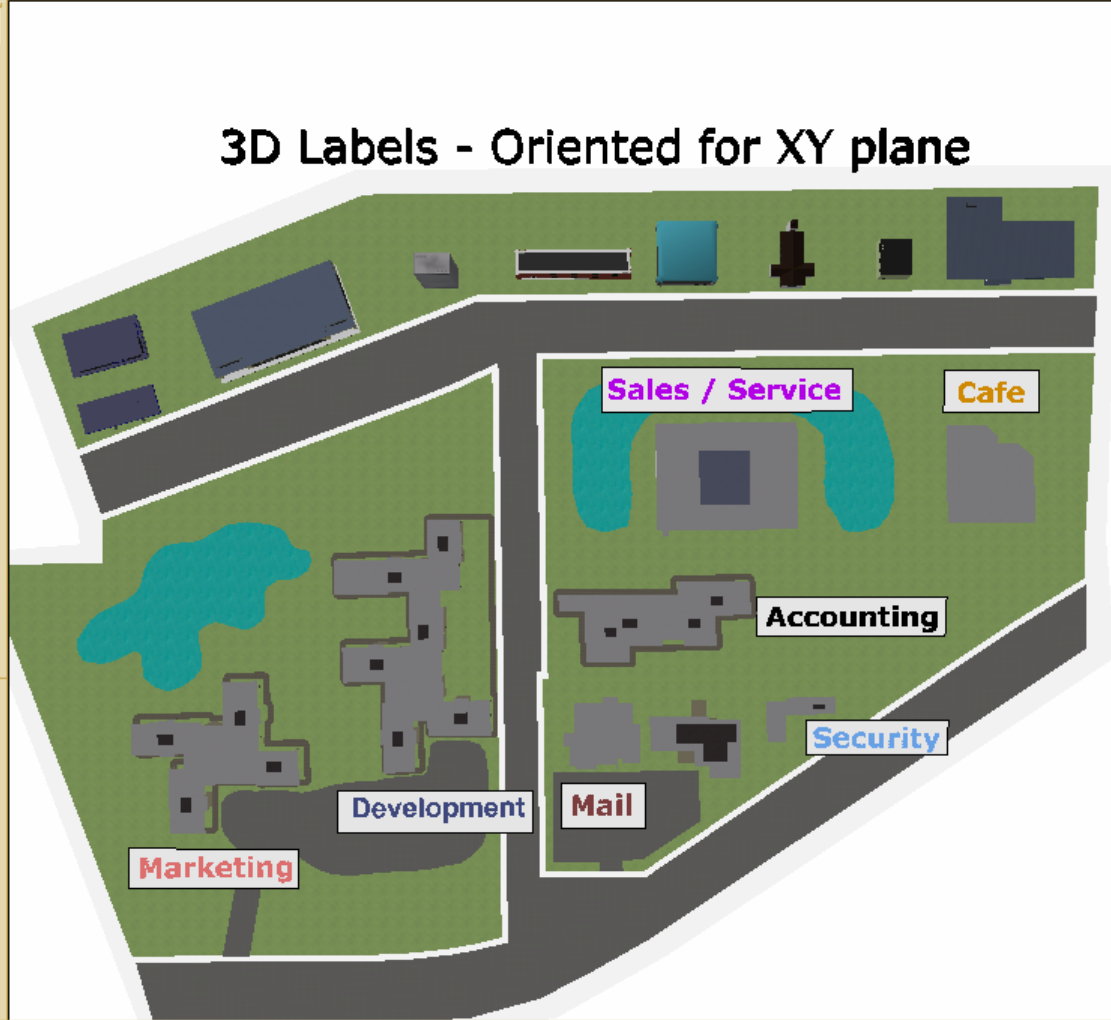 3D Labels - Oriented for XY plane
Sales / Service
Cafe
Accounting
Security
Development
Mail
Marketing